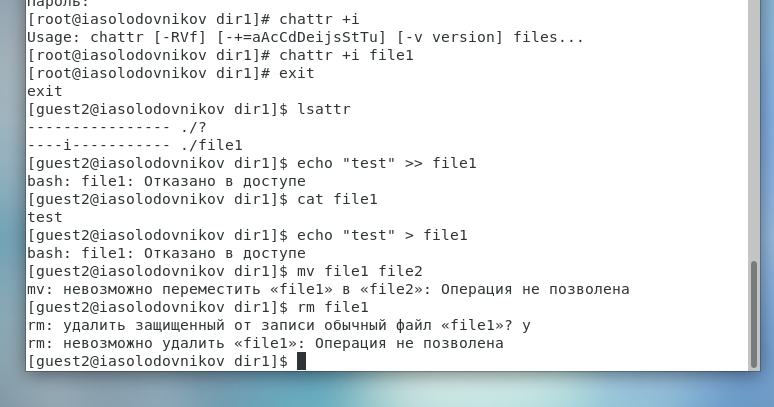 Пароль:
[root@iasolodovnikov dir1]# chattr +i
Usage: chattr [-RVf] [-+=aAcCdDeijsStTu] [-v version] files...
[root@iasolodovnikov dir1]# chattr +i file1
[root@iasolodovnikov dir1]# exit
exit
[guest2@iasolodovnikov dir1]$ lsattr
---------------- ./?
----i----------- ./file1
[guest2@iasolodovnikov dir1]$ echo "test" >> file1
bash: file1: Отказано в доступе
[guest2@iasolodovnikov dir1]$ cat file1
test
[guest2@iasolodovnikov dir1]$ echo "test" > file1
bash: file1: Отказано в доступе
[guest2@iasolodovnikov dir1]$ mv file1 file2
mv: невозможно переместить «file1» в «file2»: Операция не позволена
[guest2@iasolodovnikov dir1]$ rm file1
rm: удалить защищенный от записи обычный файл «file1»? y
rm: невозможно удалить «file1»: Операция не позволена
[guest2@iasolodovnikov dir1]$